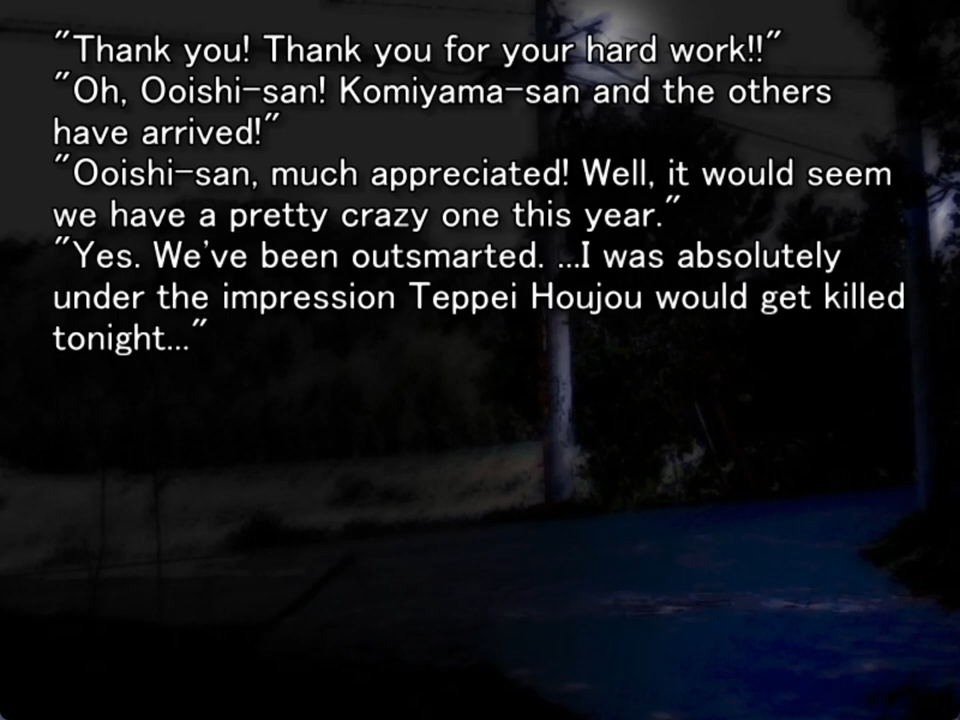 "Thank you! Thank you for your hard work!!"
"Oh, Ooishi-san! Komiyama-san and the others
have arrived!"
"Ooishi-san, much appreciated! Well, it would seem
we have a pretty crazy one this year."
"Yes. We've been outsmarted. ...I was absolutely
under the impression Teppei Houjou would get killed
tonight..."